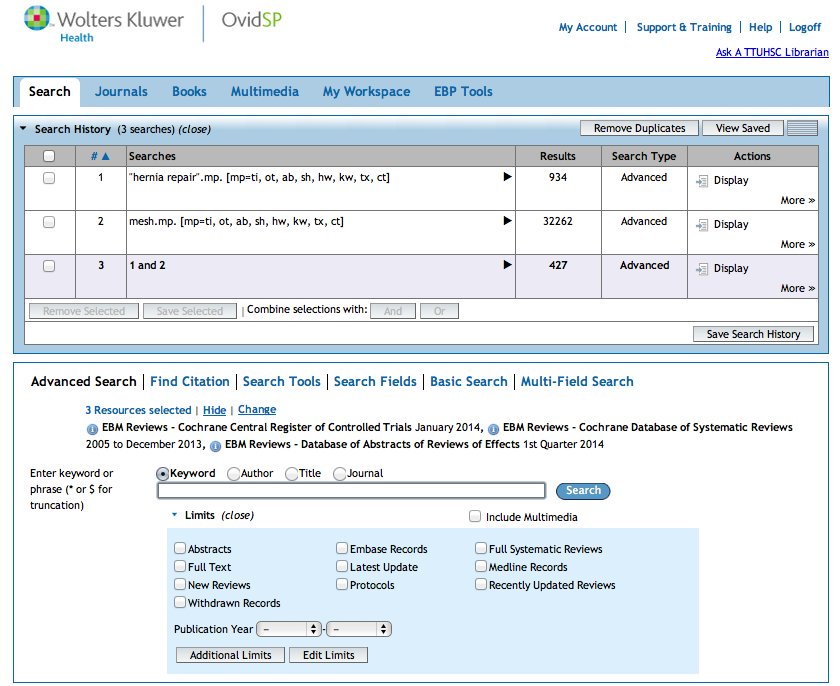 Wolters Kluwer OvidSP
Health
My Account | Support & Training | Help | Logoff
Ask A TTUHSC Librarian
Search Journals Books Multimedia My Workspace EBP Tools
Search History (3 searches) (close) Remove Duplicates View Saved
# ▲ Searches Results Search Type Actions
1 "hernia repair".mp. [mp=ti, ot, ab, sh, hw, kw, tx, ct] 934 Advanced Display
More »
2 mesh.mp. [mp=ti, ot, ab, sh, hw, kw, tx, ct] 32262 Advanced Display
More »
3 1 and 2 427 Advanced Display
More »
Remove Selected Save Selected | Combine selections with: And Or
Save Search History
Advanced Search | Find Citation | Search Tools | Search Fields | Basic Search | Multi-Field Search
3 Resources selected | Hide | Change
EBM Reviews - Cochrane Central Register of Controlled Trials January 2014, EBM Reviews - Cochrane Database of Systematic Reviews
2005 to December 2013, EBM Reviews - Database of Abstracts of Reviews of Effects 1st Quarter 2014
Enter keyword or
phrase (* or $ for
truncation)
Keyword Author Title Journal
Search
Limits (close) Include Multimedia
Abstracts Embase Records Full Systematic Reviews
Full Text Latest Update Medline Records
New Reviews Protocols Recently Updated Reviews
Withdrawn Records
Publication Year - - -
Additional Limits Edit Limits